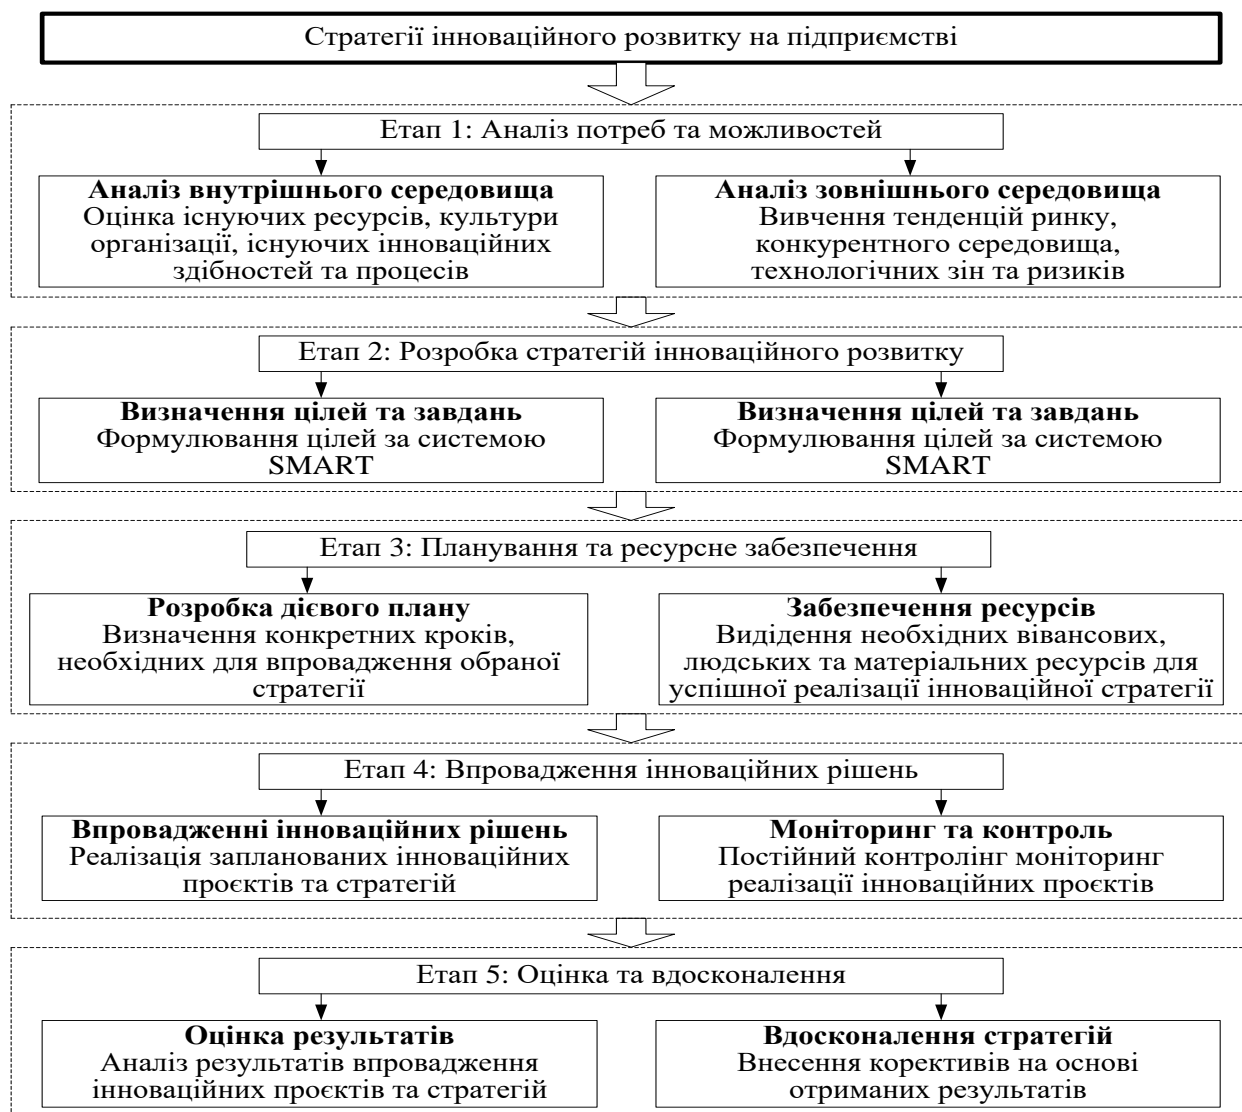 Стратегії інноваційного розвитку на підприємстві
Етап 1: Аналіз потреб та можливостей
Аналіз внутрішнього середовища
Оцінка існуючих ресурсів, культури
організації, існуючих інноваційних
здібностей та процесів
Аналіз зовнішнього середовища
Вивчення тенденцій ринку,
конкурентного середовища,
технологічних зін та ризиків
Етап 2: Розробка стратегій інноваційного розвитку
Визначення цілей та завдань
Формулювання цілей за системою
SMART
Визначення цілей та завдань
Формулювання цілей за системою
SMART
Етап 3: Планування та ресурсне забезпечення
Розробка дієвого плану
Визначення конкретних кроків,
необхідних для впровадження обраної
стратегії
Забезпечення ресурсів
Видідення необхідних вівансових,
людських та матеріальних ресурсів для
успішної реалізації інноваційної стратегії
Етап 4: Впровадження інноваційних рішень
Впровадженні інноваційних рішень
Реалізація запланованих інноваційних
проєктів та стратегій
Моніторинг та контроль
Постійний контролінг моніторинг
реалізації інноваційних проєктів
Етап 5: Оцінка та вдосконалення
Оцінка результатів
Аналіз результатів впровадження
інноваційних проєктів та стратегій
Вдосконалення стратегій
Внесення корективів на основі
отриманих результатів